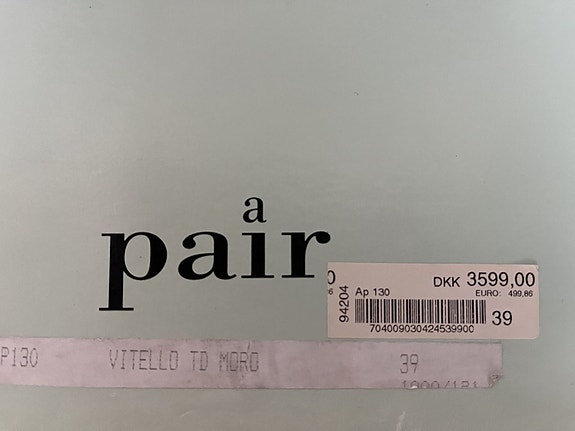 a
pair
DKK 3599,00
94204
Ap 130
EURO: 499,86
39
704009030424539900
P130 VITELLO TD MORO 39